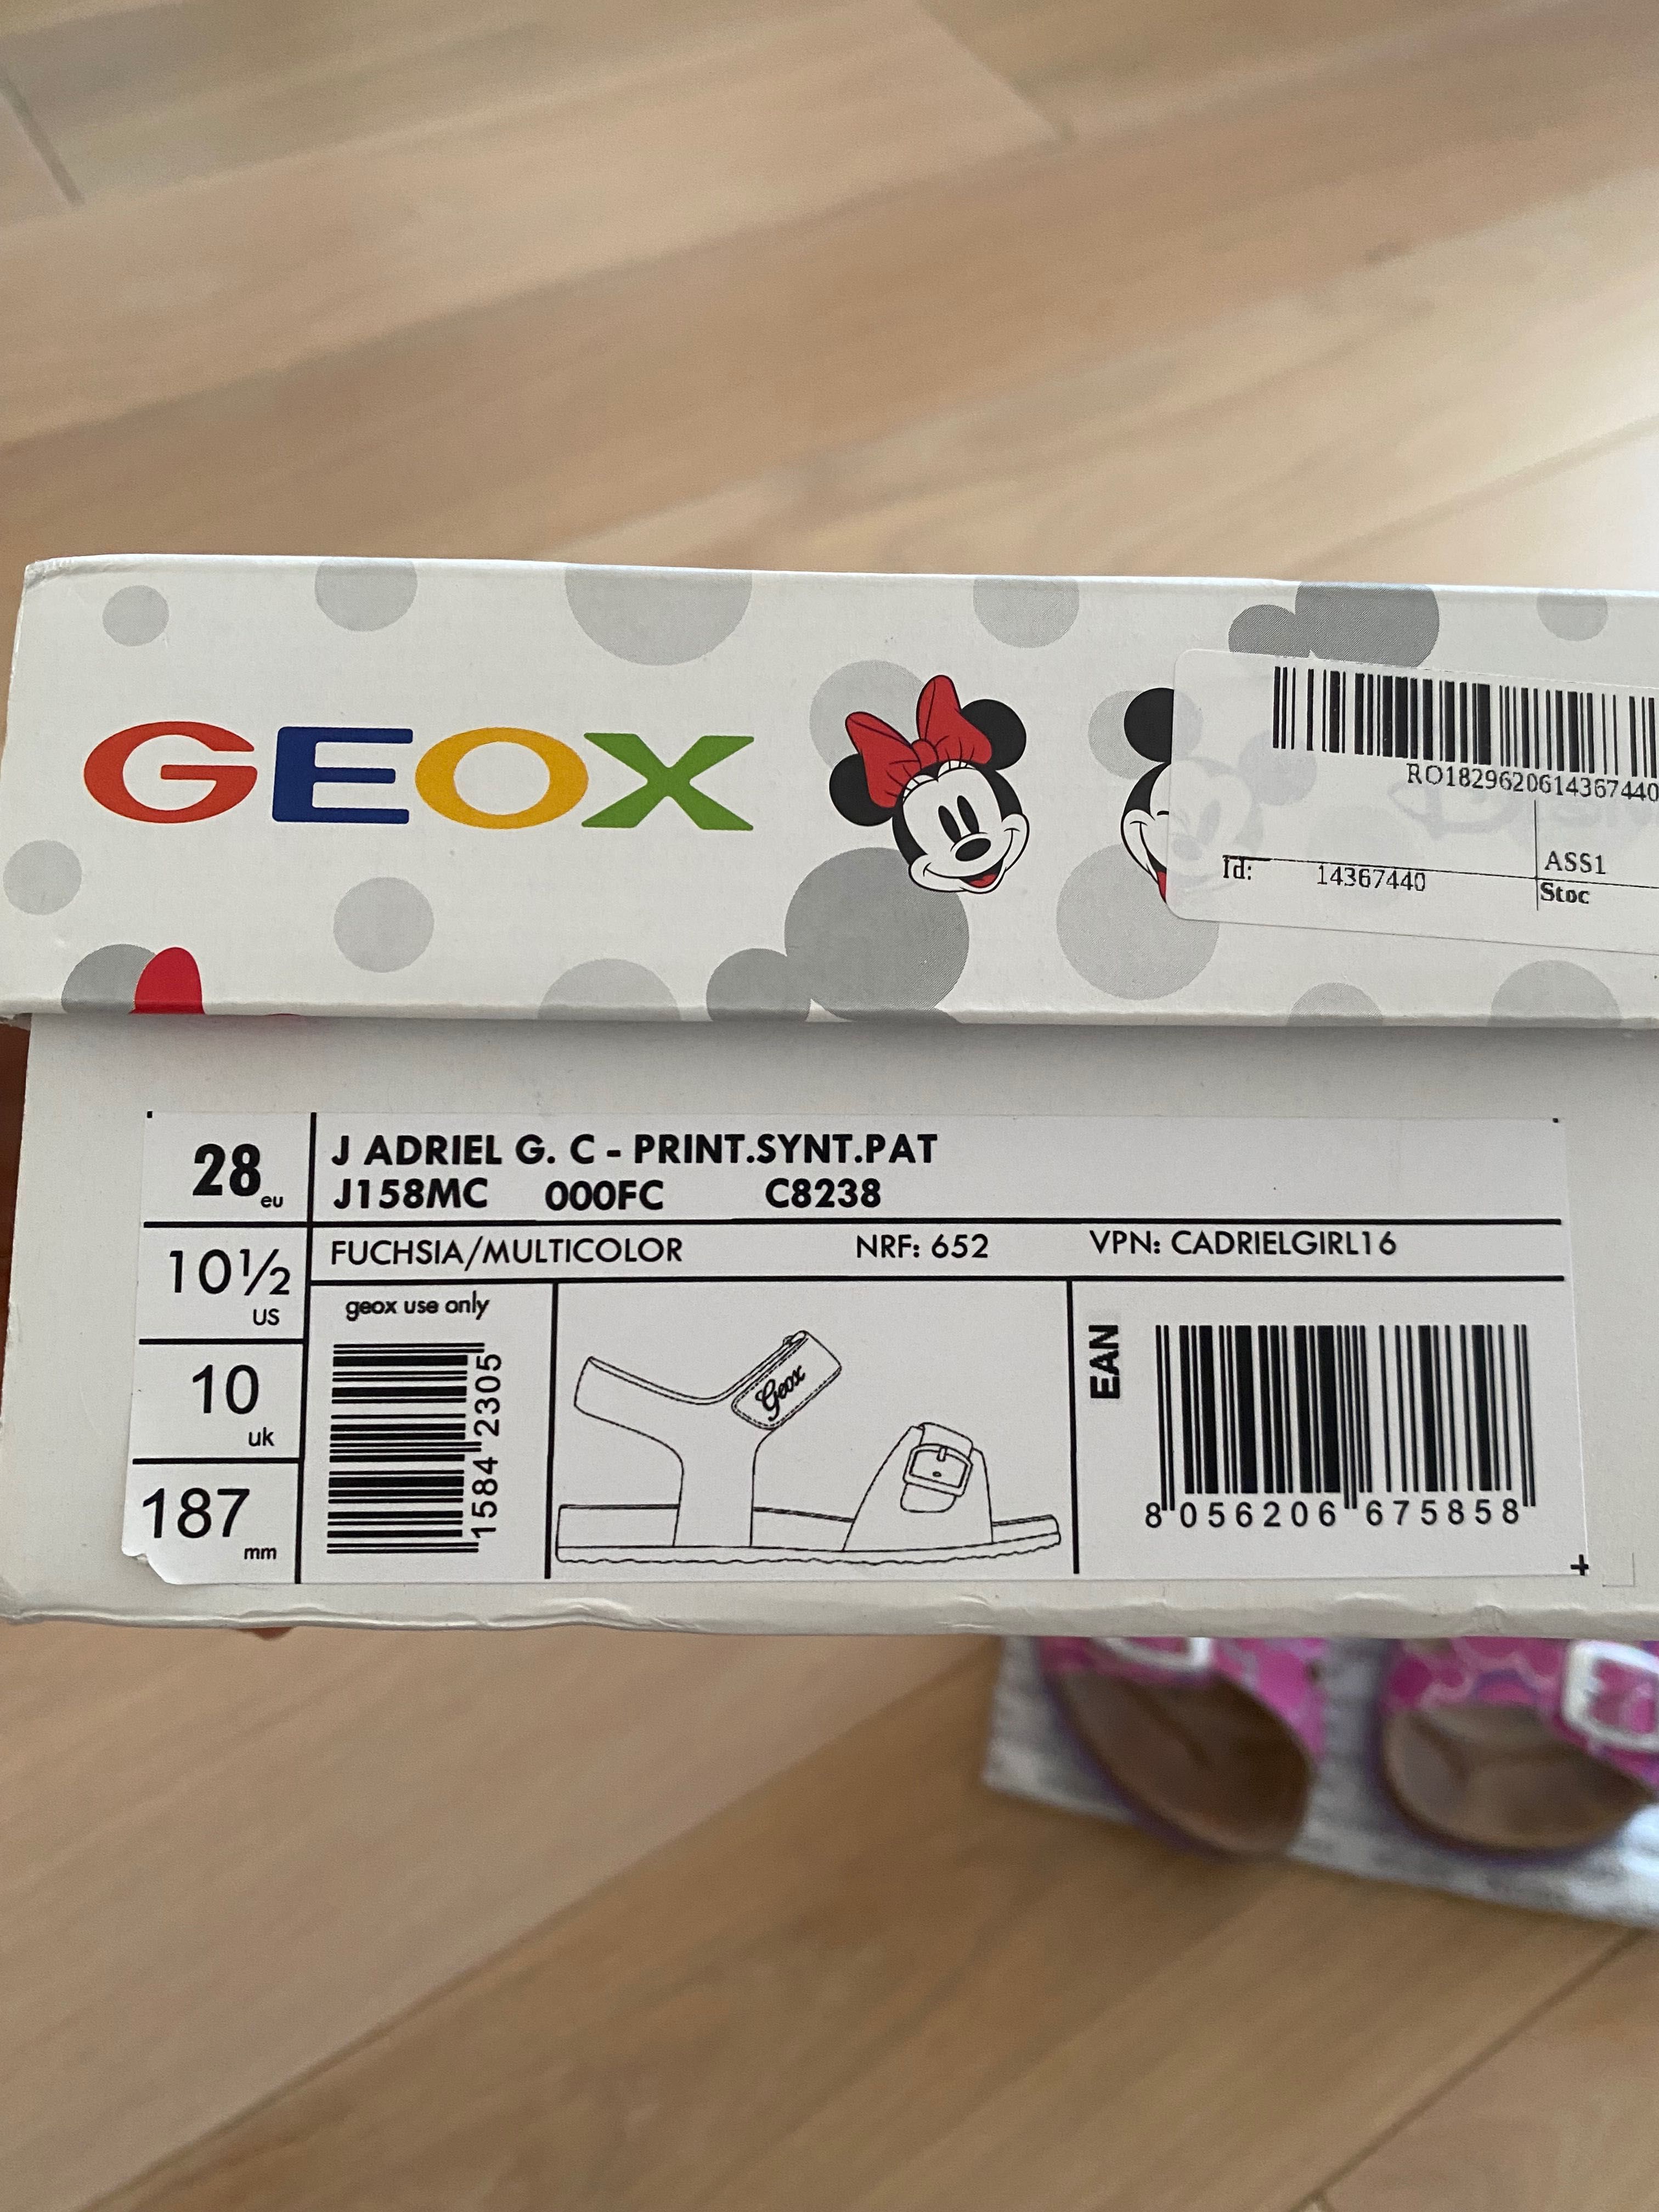 GEOX
RO1829620614367440
Id: 14367440
ASS1
Stoc
28 eu
J ADRIEL G. C - PRINT.SYNT.PAT
J158MC 000FC C8238
10½ US
FUCHSIA/MULTICOLOR NRF: 652 VPN: CADRIELGIRL16
10 uk
187 mm
geox use only
1584 2305
Geox
EAN
8 056206 675858